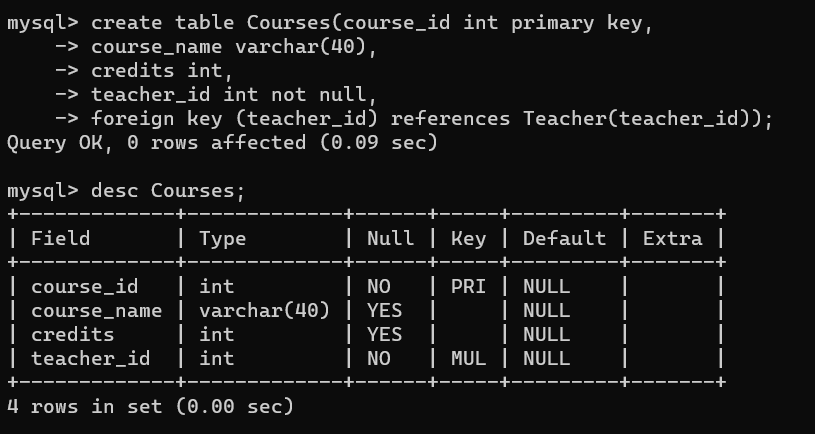 mysql> create table Courses(course_id int primary key,
    -> course_name varchar(40),
    -> credits int,
    -> teacher_id int not null,
    -> foreign key (teacher_id) references Teacher(teacher_id));
Query OK, 0 rows affected (0.09 sec)

mysql> desc Courses;
+-------------+-------------+------+-----+---------+-------+
| Field       | Type        | Null | Key | Default | Extra |
+-------------+-------------+------+-----+---------+-------+
| course_id   | int         | NO   | PRI | NULL    |       |
| course_name | varchar(40) | YES  |     | NULL    |       |
| credits     | int         | YES  |     | NULL    |       |
| teacher_id  | int         | NO   | MUL | NULL    |       |
+-------------+-------------+------+-----+---------+-------+
4 rows in set (0.00 sec)